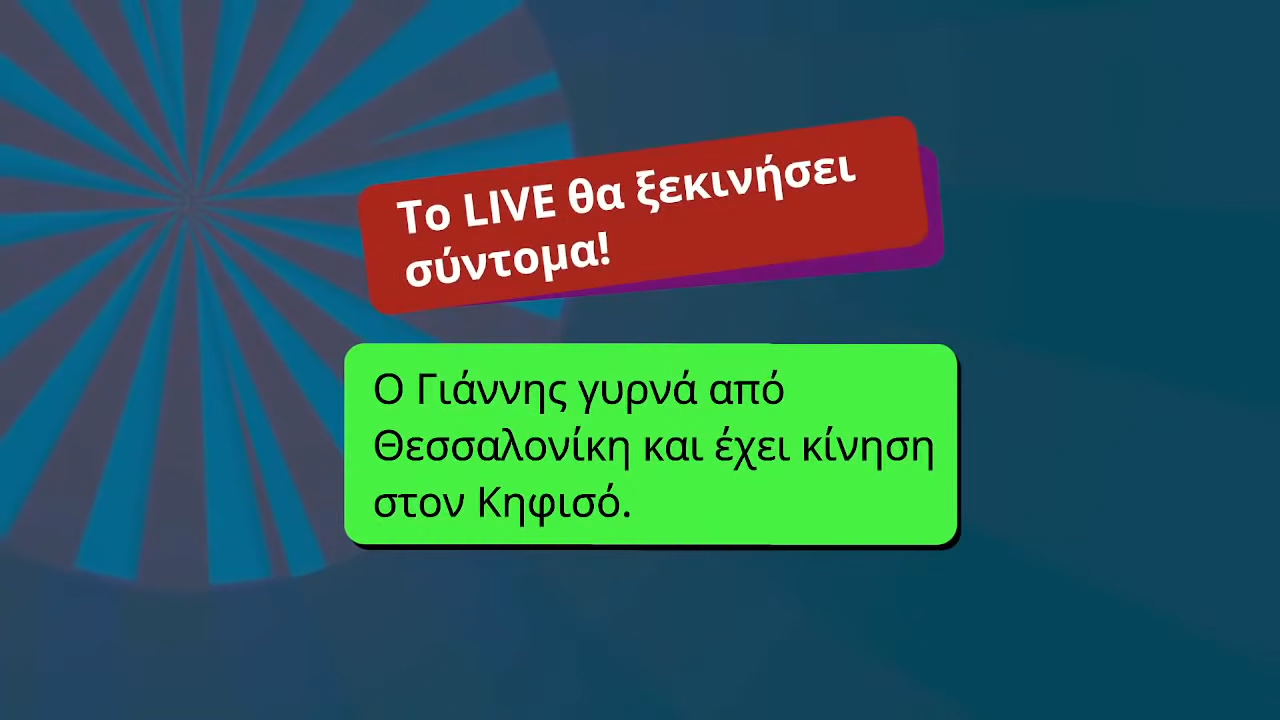 Το LIVE θα ξεκινήσει
σύντομα!
Ο Γιάννης γυρνά από
Θεσσαλονίκη και έχει κίνηση
στον Κηφισό.